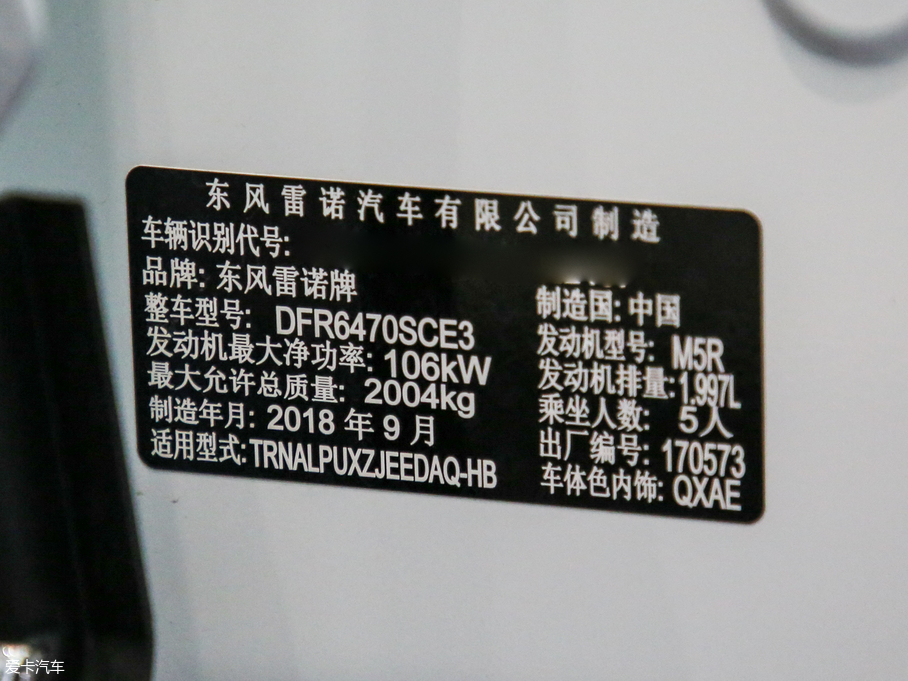 东风雷诺汽车有限公司制造
车辆识别代号:
品牌: 东风雷诺牌
制造国: 中国
整车型号: DFR6470SCE3
发动机型号: M5R
发动机最大净功率: 106kW
发动机排量: 1.997L
最大允许总质量: 2004kg
乘坐人数: 5人
制造年月: 2018 年 9 月
出厂编号: 170573
适用型式: TRNALPUXZJEEDAQ-HB
车体色内饰: QXAE
爱卡汽车